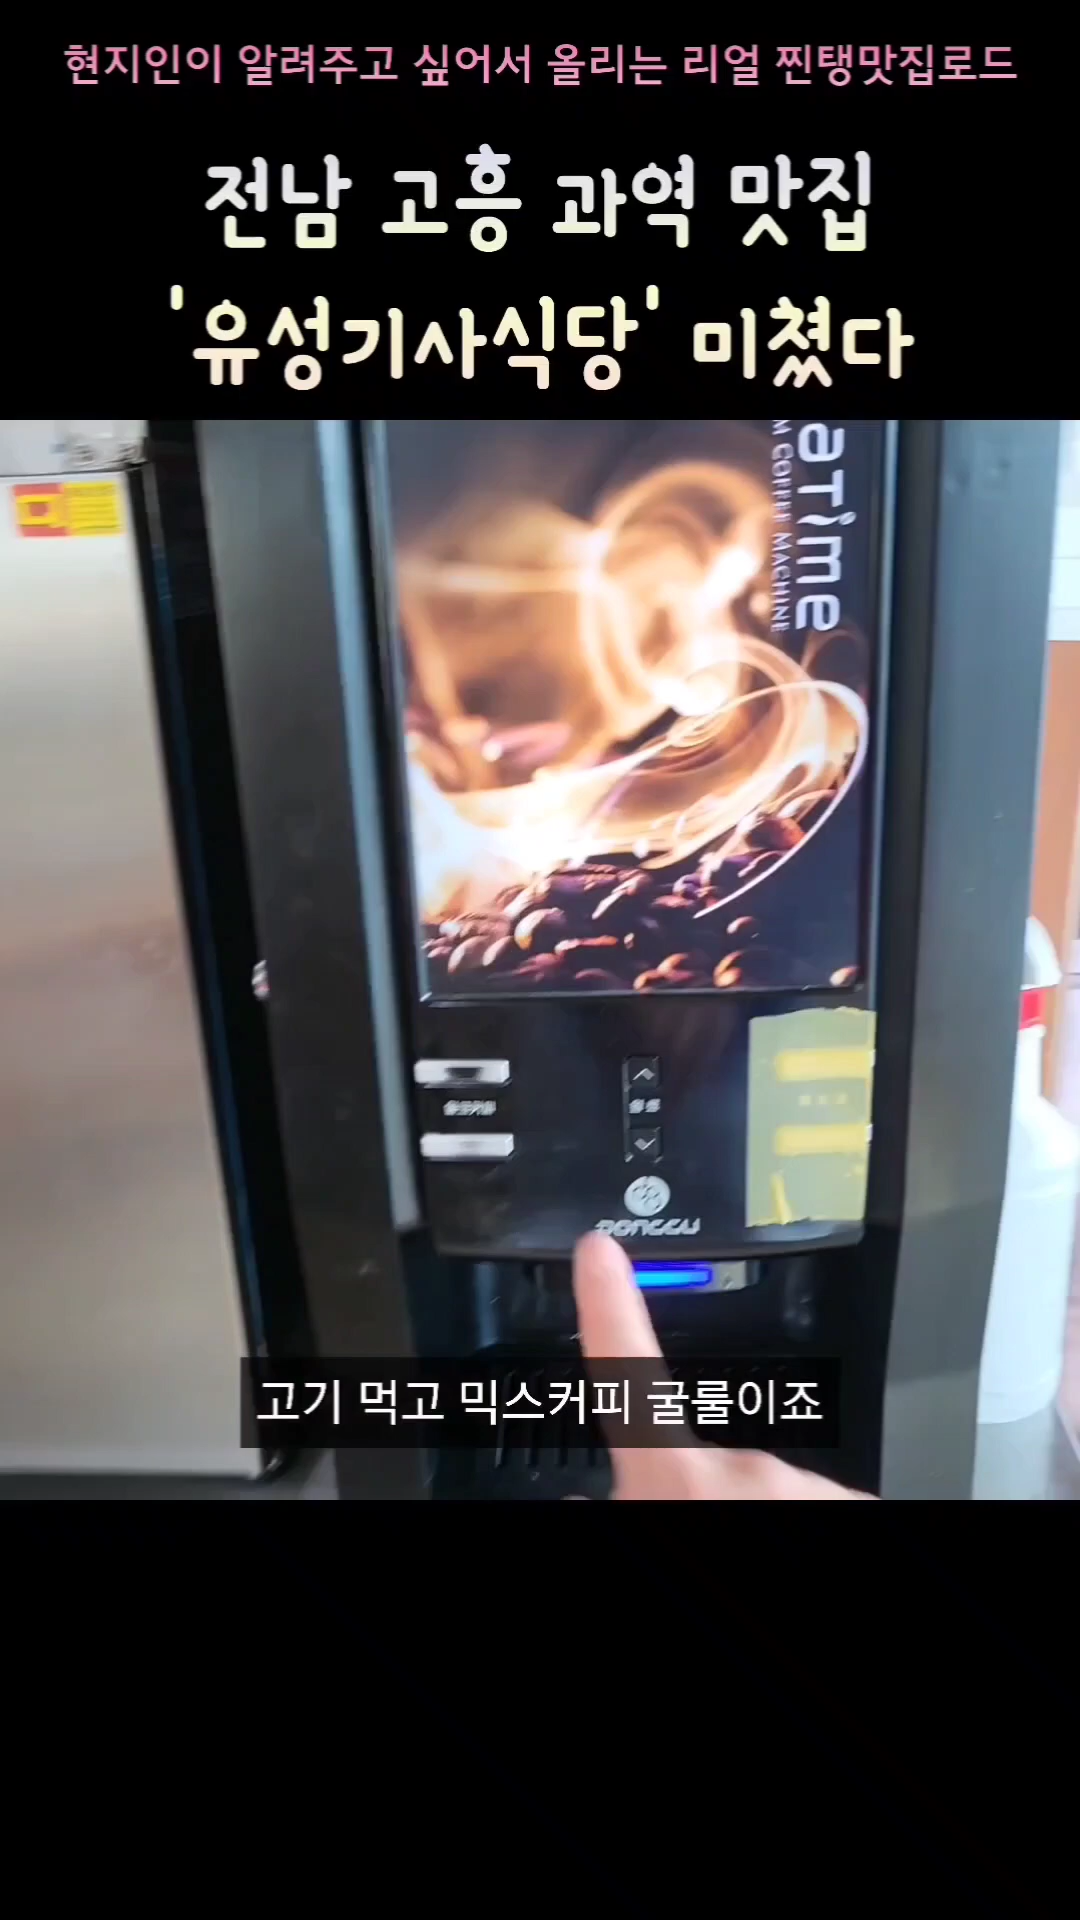 현지인이 알려주고 싶어서 올리는 리얼 찐탱맛집로드
전남 고흥 과역 맛집
'유성기사식당' 미쳤다
aTime
M COFFEE MACHINE
DONGGU
고기 먹고 믹스커피 굴룰이죠